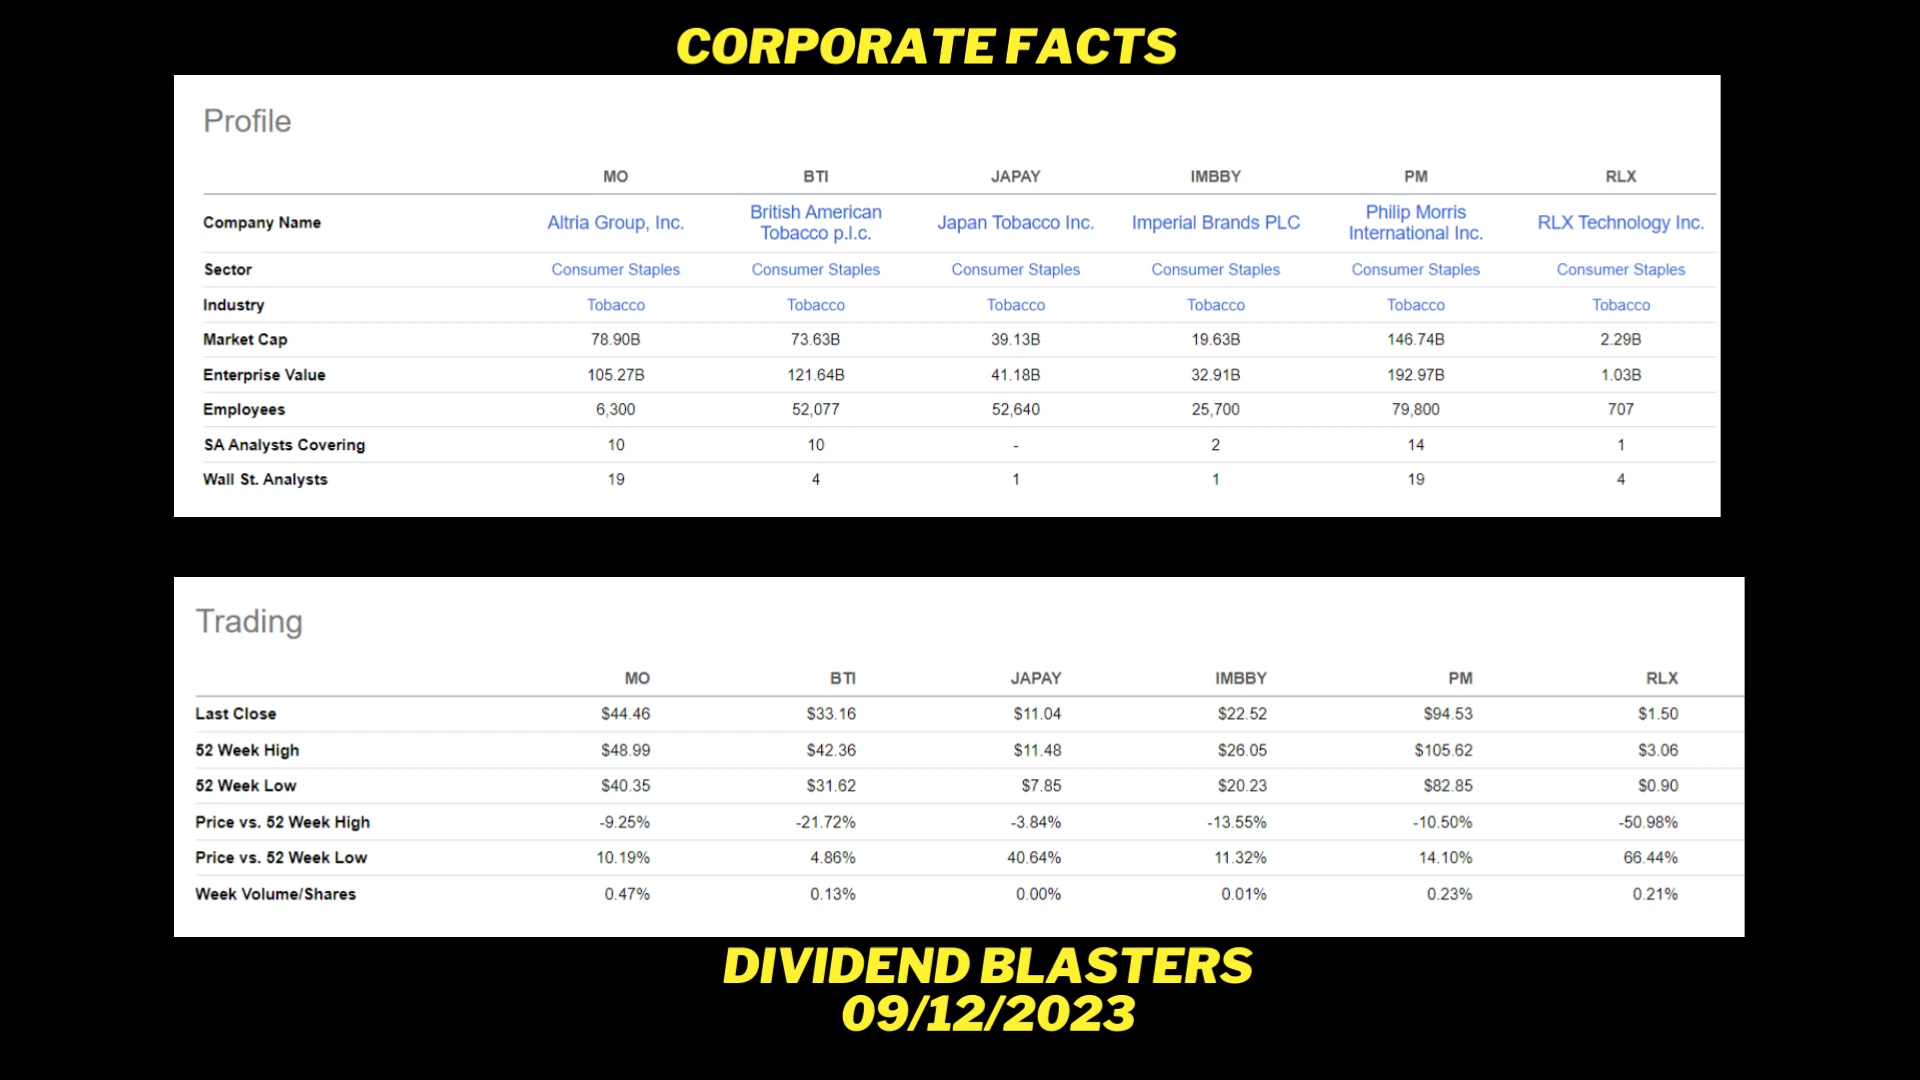 CORPORATE FACTS
Profile
MO BTI JAPAY IMBBY PM RLX
Company Name Altria Group, Inc. British American Tobacco p.l.c. Japan Tobacco Inc. Imperial Brands PLC Philip Morris International Inc. RLX Technology Inc.
Sector Consumer Staples Consumer Staples Consumer Staples Consumer Staples Consumer Staples Consumer Staples
Industry Tobacco Tobacco Tobacco Tobacco Tobacco Tobacco
Market Cap 78.90B 73.63B 39.13B 19.63B 146.74B 2.29B
Enterprise Value 105.27B 121.64B 41.18B 32.91B 192.97B 1.03B
Employees 6,300 52,077 52,640 25,700 79,800 707
SA Analysts Covering 10 10 - 2 14 1
Wall St. Analysts 19 4 1 1 19 4
Trading
MO BTI JAPAY IMBBY PM RLX
Last Close $44.46 $33.16 $11.04 $22.52 $94.53 $1.50
52 Week High $48.99 $42.36 $11.48 $26.05 $105.62 $3.06
52 Week Low $40.35 $31.62 $7.85 $20.23 $82.85 $0.90
Price vs. 52 Week High -9.25% -21.72% -3.84% -13.55% -10.50% -50.98%
Price vs. 52 Week Low 10.19% 4.86% 40.64% 11.32% 14.10% 66.44%
Week Volume/Shares 0.47% 0.13% 0.00% 0.01% 0.23% 0.21%
DIVIDEND BLASTERS
09/12/2023